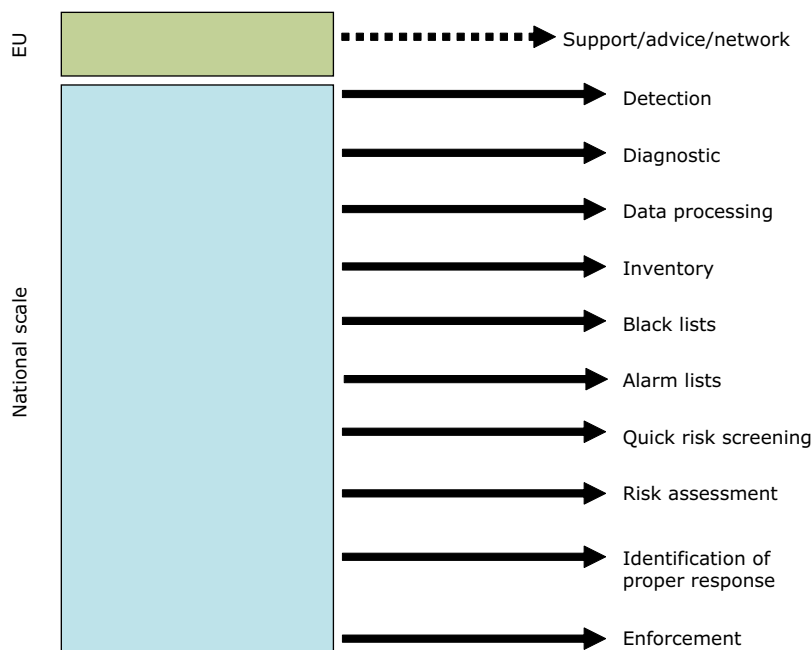 EU
Support/advice/network
National scale
Detection
Diagnostic
Data processing
Inventory
Black lists
Alarm lists
Quick risk screening
Risk assessment
Identification of
proper response
Enforcement